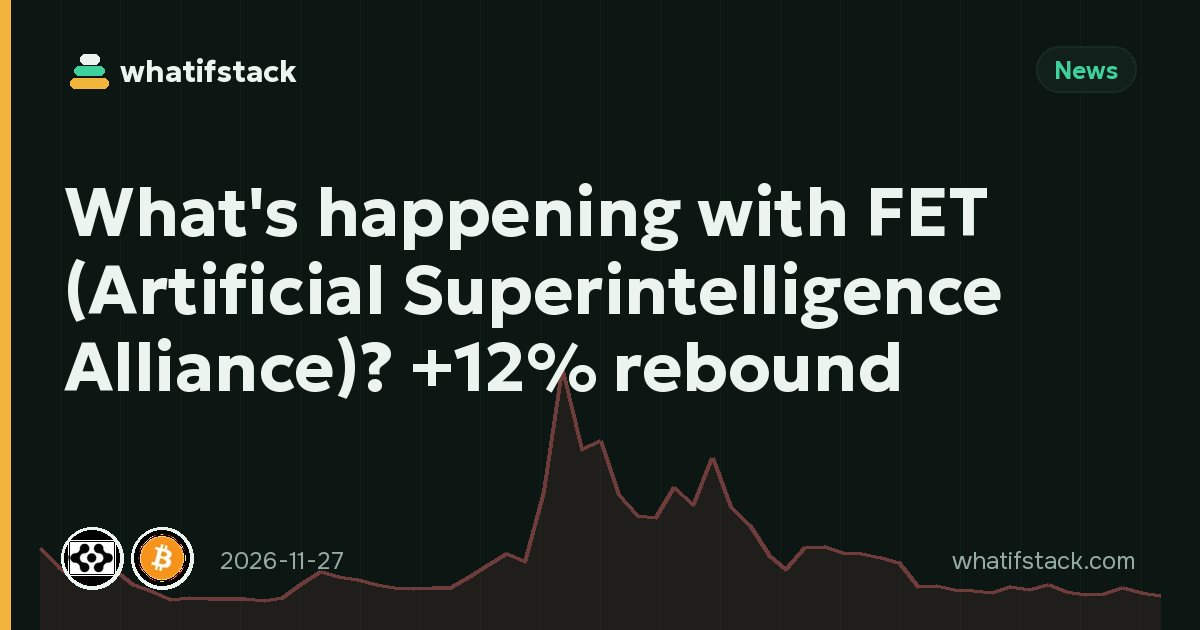 whatifstack
News
What's happening with FET
(Artificial Superintelligence
Alliance)? +12% rebound
2026-11-27
whatifstack.com